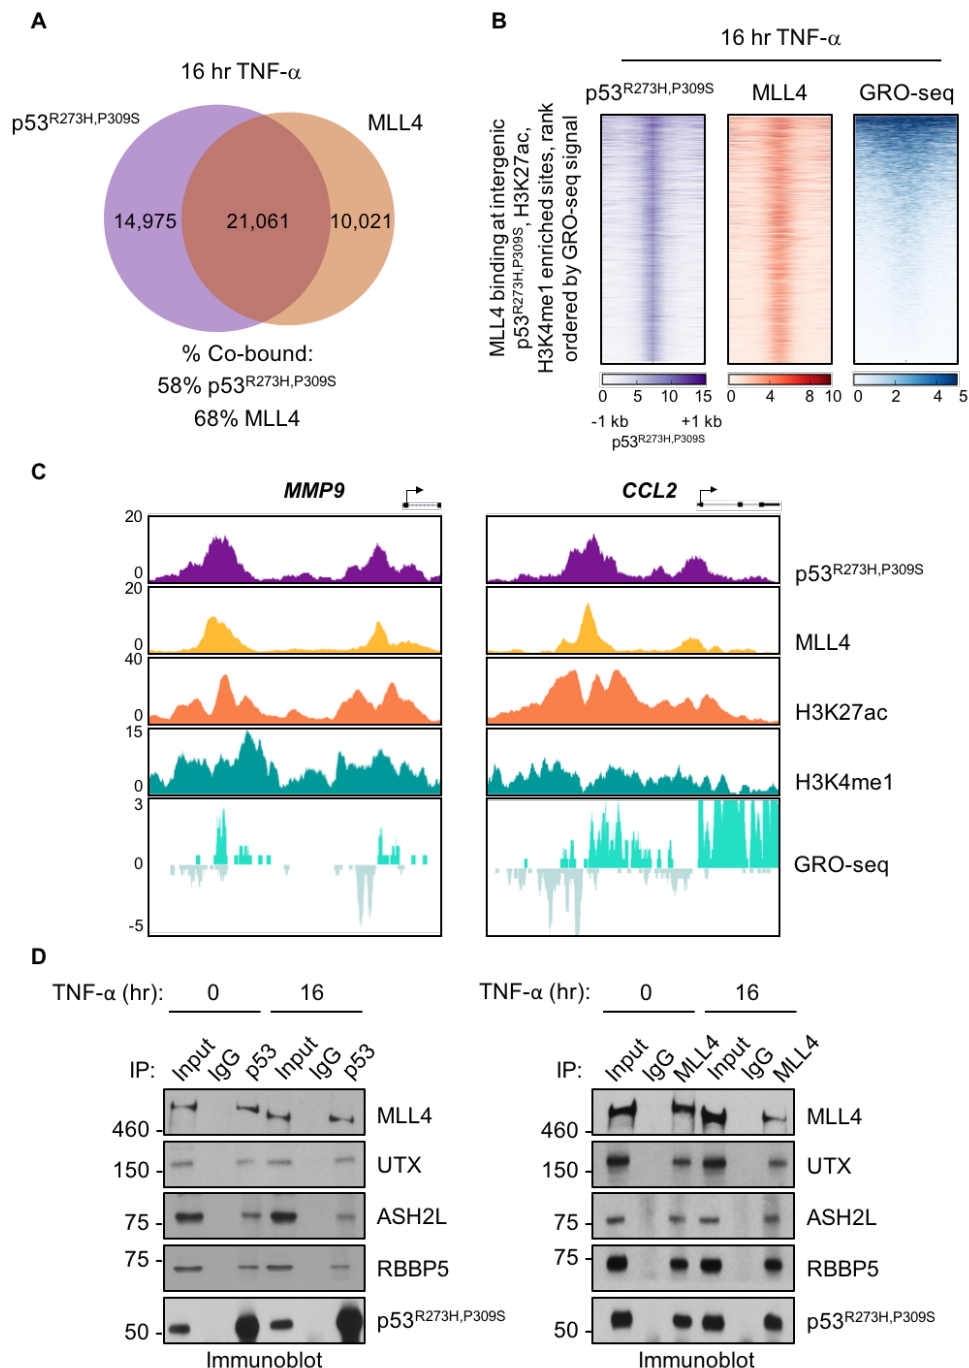 A
16 hr TNF-α
p53R273H,P309S
MLL4
14,975
21,061
10,021
% Co-bound:
58% p53R273H,P309S
68% MLL4
B
16 hr TNF-α
p53R273H,P309S
MLL4
GRO-seq
MLL4 binding at intergenic
p53R273H,P309S, H3K27ac,
H3K4me1 enriched sites, rank
ordered by GRO-seq signal
0 5 10 15
0 5 10
0 2 4 5
-1 kb +1 kb
p53R273H,P309S
C
MMP9
CCL2
20
0
p53R273H,P309S
20
0
MLL4
40
0
H3K27ac
15
0
H3K4me1
3
0
-5
GRO-seq
D
TNF-α (hr): 0 16
IP: Input IgG p53 Input IgG p53
460 - MLL4
150 - UTX
75 - ASH2L
75 - RBBP5
50 - p53R273H,P309S
Immunoblot
TNF-α (hr): 0 16
IP: Input IgG MLL4 Input IgG MLL4
460 - MLL4
150 - UTX
75 - ASH2L
75 - RBBP5
50 - p53R273H,P309S
Immunoblot